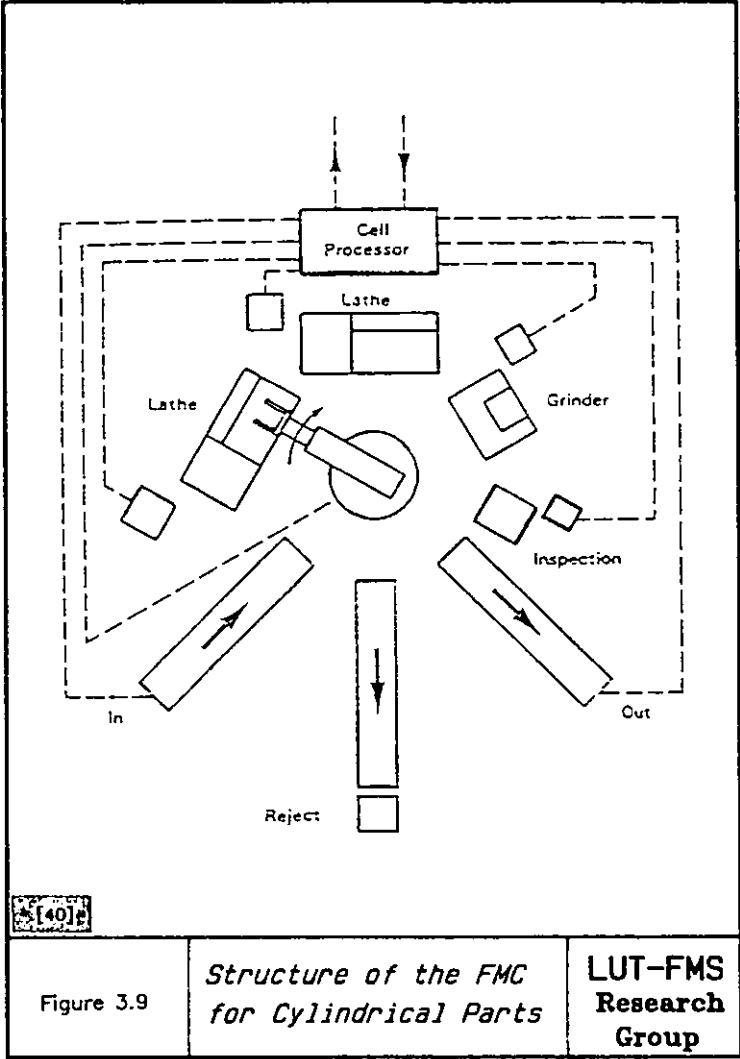 Cell
Processor
Lathe
Lathe
Grinder
Inspection
In
Out
Reject
*[40]*
Figure 3.9
Structure of the FMC
for Cylindrical Parts
LUT-FMS
Research
Group